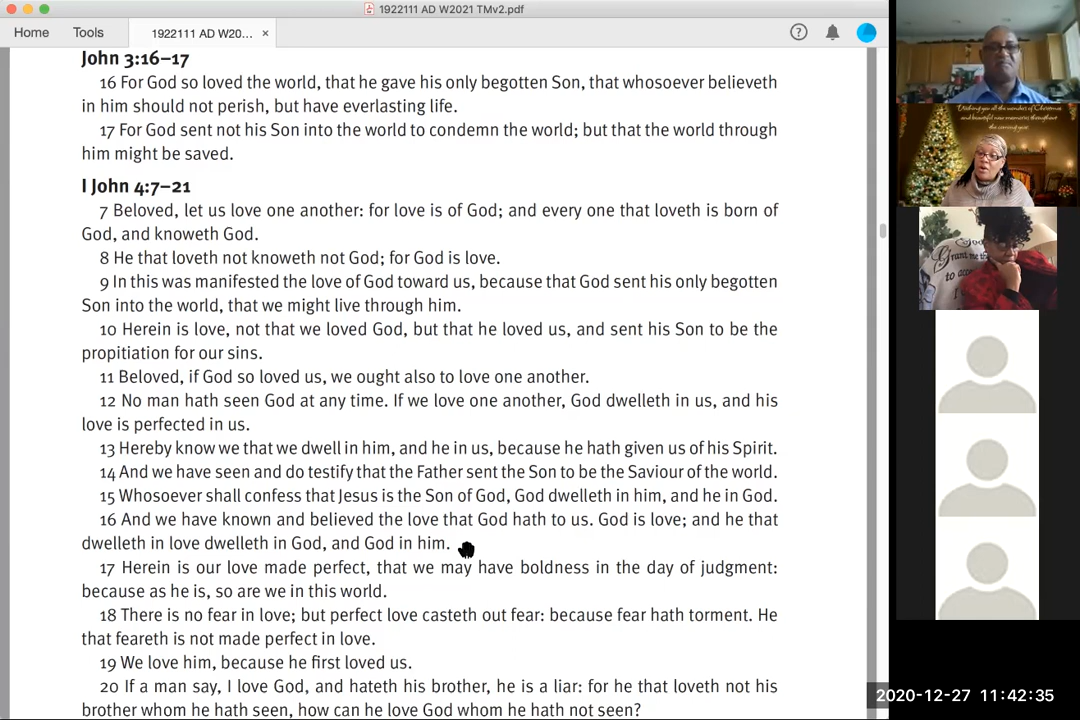 1922111 AD W2021 TMv2.pdf
Home Tools 1922111 AD W20... ×
John 3:16–17
16 For God so loved the world, that he gave his only begotten Son, that whosoever believeth
in him should not perish, but have everlasting life.
17 For God sent not his Son into the world to condemn the world; but that the world through
him might be saved.
I John 4:7–21
7 Beloved, let us love one another: for love is of God; and every one that loveth is born of
God, and knoweth God.
8 He that loveth not knoweth not God; for God is love.
9 In this was manifested the love of God toward us, because that God sent his only begotten
Son into the world, that we might live through him.
10 Herein is love, not that we loved God, but that he loved us, and sent his Son to be the
propitiation for our sins.
11 Beloved, if God so loved us, we ought also to love one another.
12 No man hath seen God at any time. If we love one another, God dwelleth in us, and his
love is perfected in us.
13 Hereby know we that we dwell in him, and he in us, because he hath given us of his Spirit.
14 And we have seen and do testify that the Father sent the Son to be the Saviour of the world.
15 Whosoever shall confess that Jesus is the Son of God, God dwelleth in him, and he in God.
16 And we have known and believed the love that God hath to us. God is love; and he that
dwelleth in love dwelleth in God, and God in him.
17 Herein is our love made perfect, that we may have boldness in the day of judgment:
because as he is, so are we in this world.
18 There is no fear in love; but perfect love casteth out fear: because fear hath torment. He
that feareth is not made perfect in love.
19 We love him, because he first loved us.
20 If a man say, I love God, and hateth his brother, he is a liar: for he that loveth not his
brother whom he hath seen, how can he love God whom he hath not seen?
Wishing you all the wonders of Christmas
and beautiful new memories throughout
the coming year
God
Grant me
2020-12-27 11:42:35